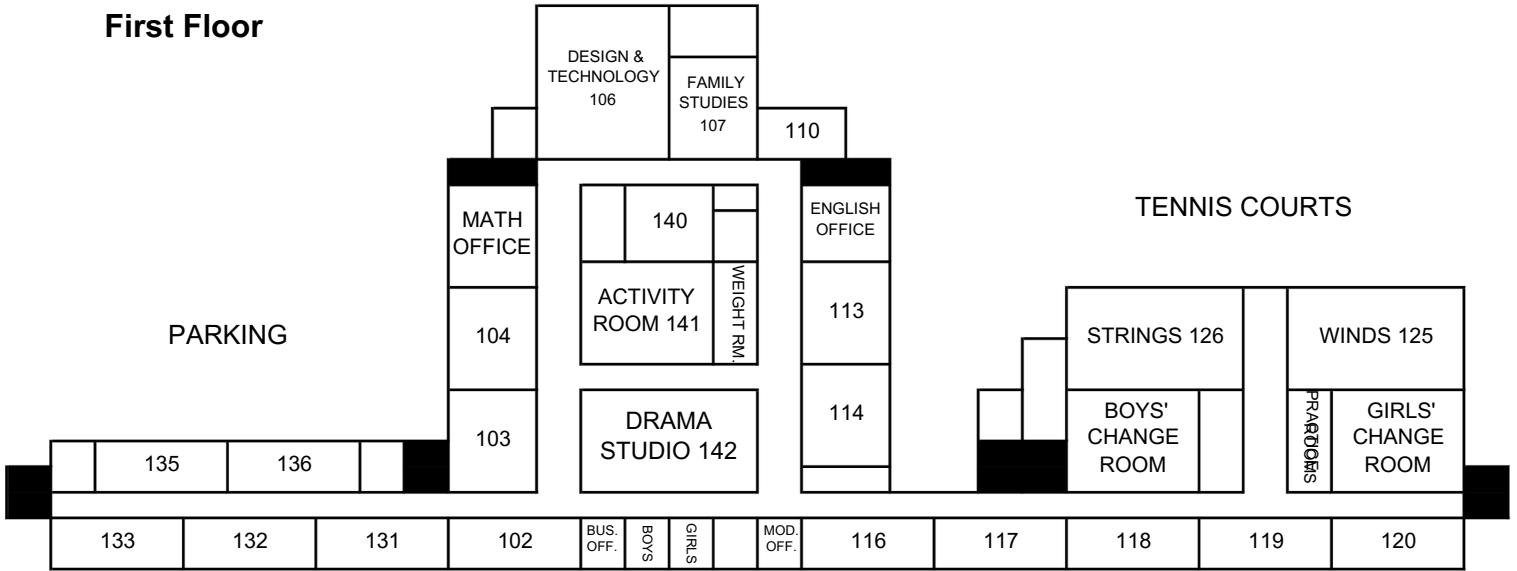 First Floor
DESIGN &
TECHNOLOGY
106
FAMILY
STUDIES
107
110
MATH
OFFICE
140
ENGLISH
OFFICE
TENNIS COURTS
ACTIVITY
ROOM 141
WEIGHT RM.
113
PARKING
104
STRINGS 126
WINDS 125
103
DRAMA
STUDIO 142
114
BOYS'
CHANGE
ROOM
PRACTICE
ROOMS
GIRLS'
CHANGE
ROOM
135
136
133
132
131
102
BUS.
OFF.
BOYS
GIRLS
MOD.
OFF.
116
117
118
119
120